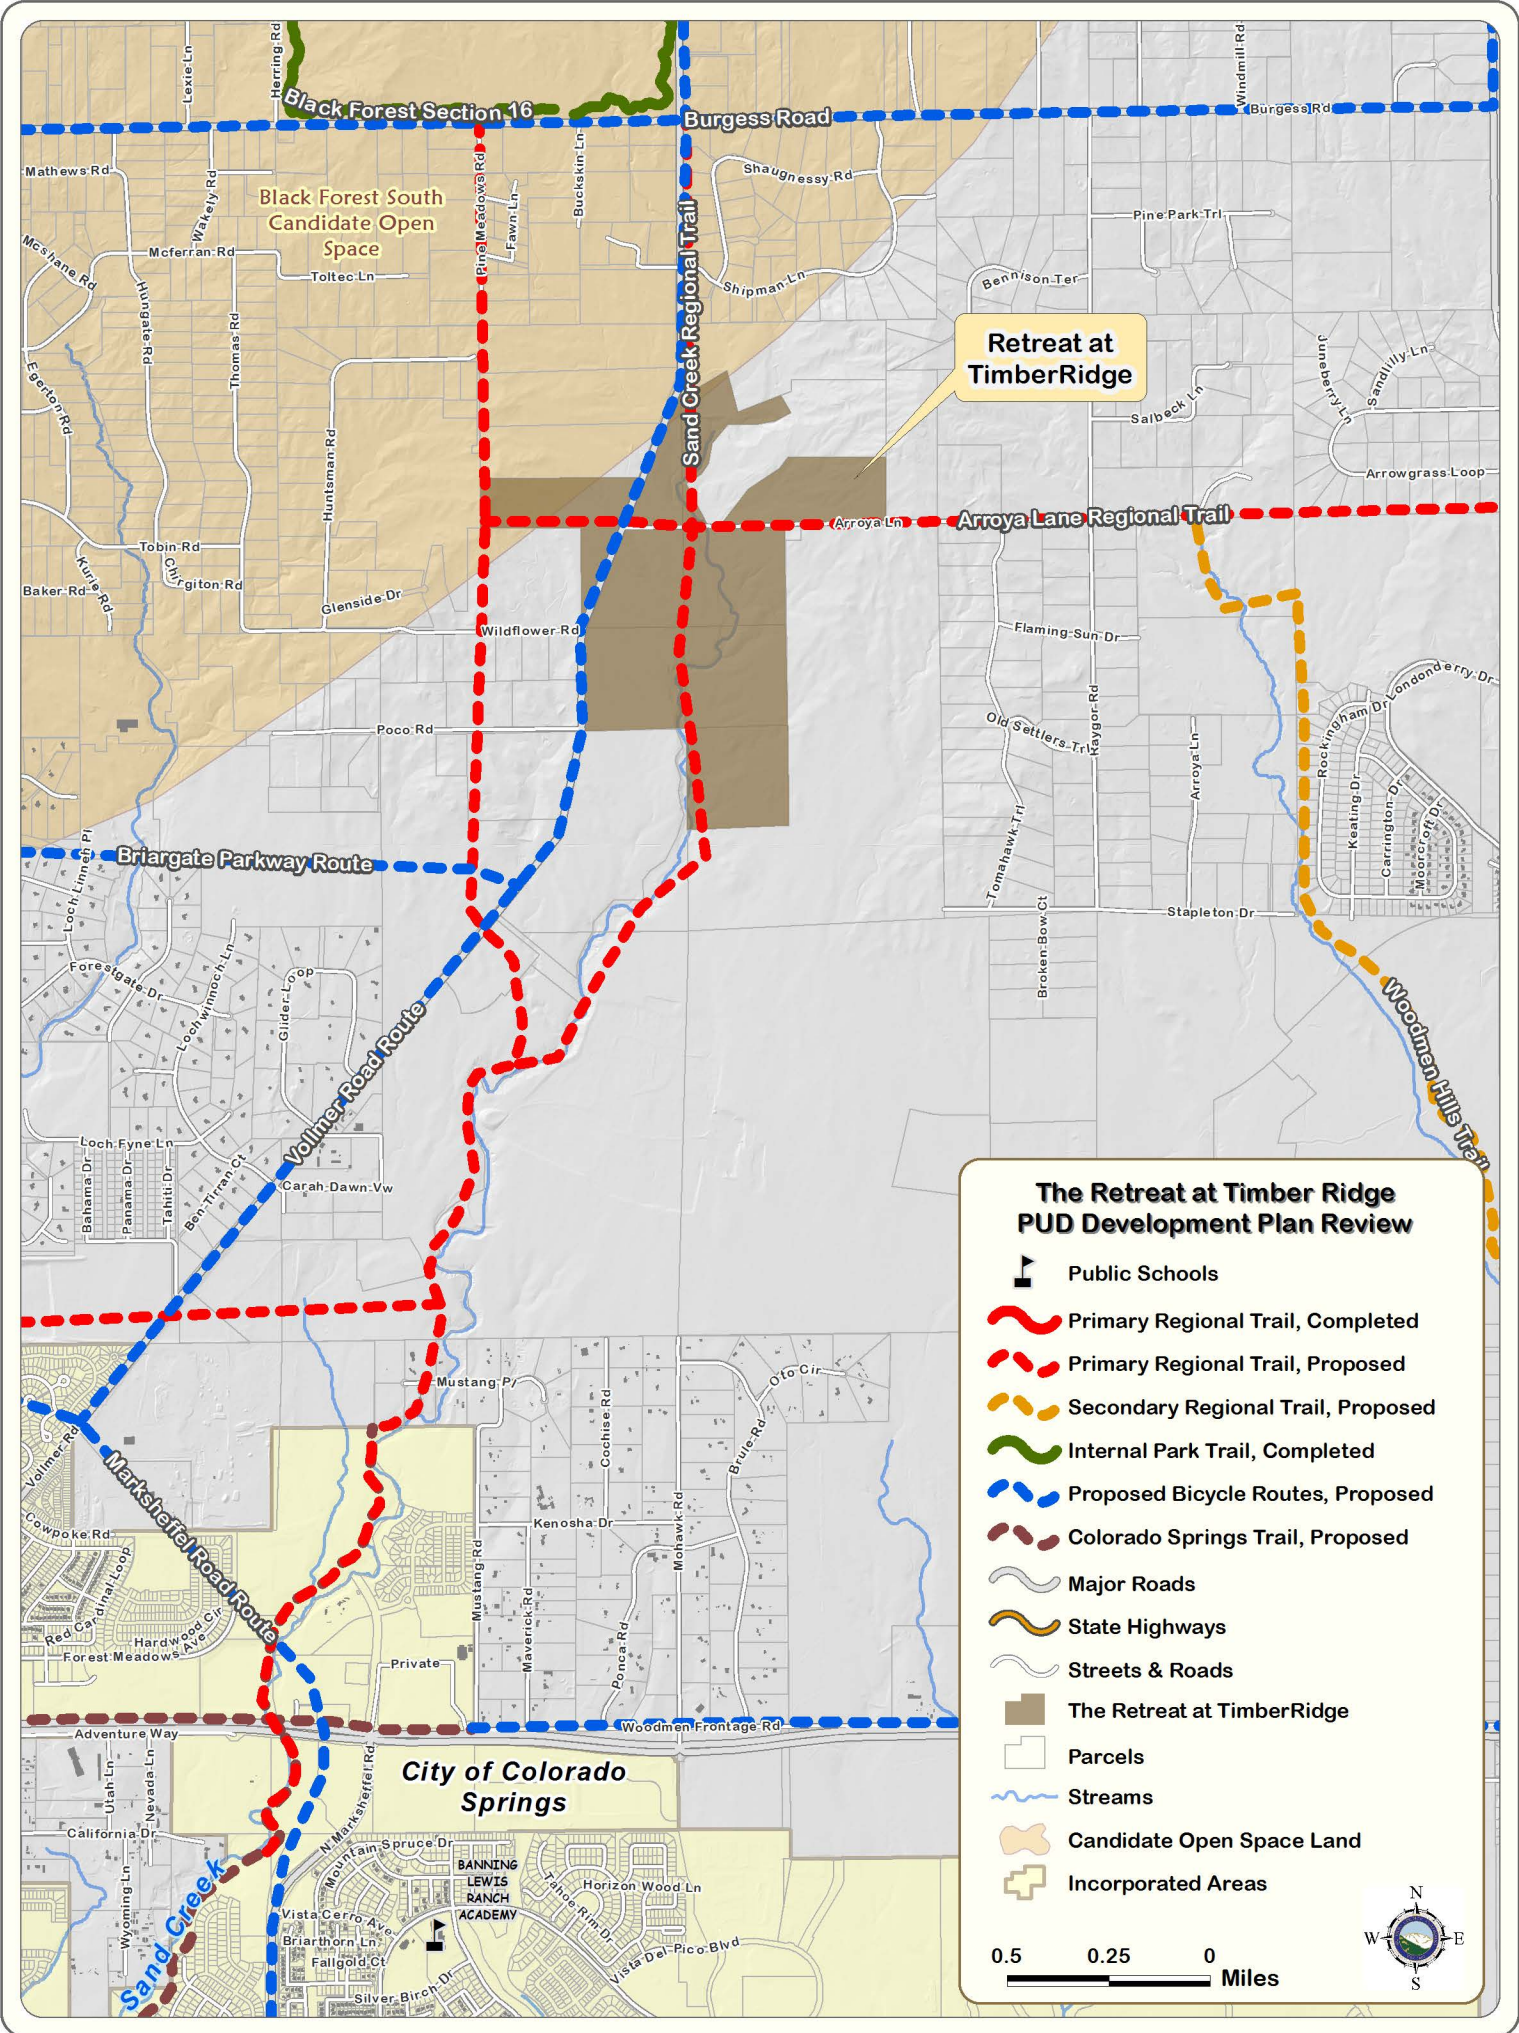 Lexie Ln
Herring Rd
Windmill Rd
Black Forest Section 16
Burgess Road
Burgess Rd
Mathews Rd
Wakely Rd
Black Forest South
Candidate Open
Space
Pine Meadows Rd
Fawn Ln
Buckskin Ln
Shaugnessy Rd
Pine Park Trl
Mcshane Rd
Mcferran Rd
Toltec Ln
Shipman Ln
Bennison Ter
Sand Creek Regional Trail
Hungate Rd
Thomas Rd
Egerton Rd
Huntsman Rd
Retreat at
TimberRidge
Juneberry Ln
Sandlilly Ln
Salbeck Ln
Arrowgrass Loop
Arroya Ln
Arroya Lane Regional Trail
Tobin Rd
Kurie Rd
Chirgiton Rd
Baker Rd
Glenside Dr
Wildflower Rd
Flaming Sun Dr
Londonderry Dr
Rockingham Dr
Poco Rd
Old Settlers Trl
Raygor Rd
Arroya Ln
Keating Dr
Carrington Dr
Moorcroft Dr
Tomahawk Trl
Briargate Parkway Route
Loch Linneh Pl
Stapleton Dr
Broken Bow Ct
Forestgate Dr
Lochwinnoch Ln
Glider Loop
Woodmen Hills Trail
Vollmer Road Route
Loch Fyne Ln
Bahama Dr
Panama Dr
Tahiti Dr
Ben Tirran Ct
Carah Dawn Vw
Mustang Pl
Oto Cir
Cochise Rd
Brule Rd
Vollmer Rd
Marksheffel Road Route
Cowpoke Rd
Kenosha Dr
Mohawk Rd
Mustang Rd
Red Cardinal Loop
Hardwood Cir
Forest Meadows Ave
Maverick Rd
Ponca Rd
Private
Adventure Way
Woodmen Frontage Rd
Utah Ln
Nevada Ln
N Marksheffel Rd
City of Colorado
Springs
California Dr
Mountain Spruce Dr
BANNING
LEWIS
RANCH
ACADEMY
Horizon Wood Ln
Tahoe Rim Dr
Wyoming Ln
Sand Creek
Vista Cerro Ave
Briarthorn Ln
Fallgold Ct
Vista Del Pico Blvd
Silver Birch Dr
The Retreat at Timber Ridge
PUD Development Plan Review
Public Schools
Primary Regional Trail, Completed
Primary Regional Trail, Proposed
Secondary Regional Trail, Proposed
Internal Park Trail, Completed
Proposed Bicycle Routes, Proposed
Colorado Springs Trail, Proposed
Major Roads
State Highways
Streets & Roads
The Retreat at TimberRidge
Parcels
Streams
Candidate Open Space Land
Incorporated Areas
N
W
E
S
0.5
0.25
0
Miles